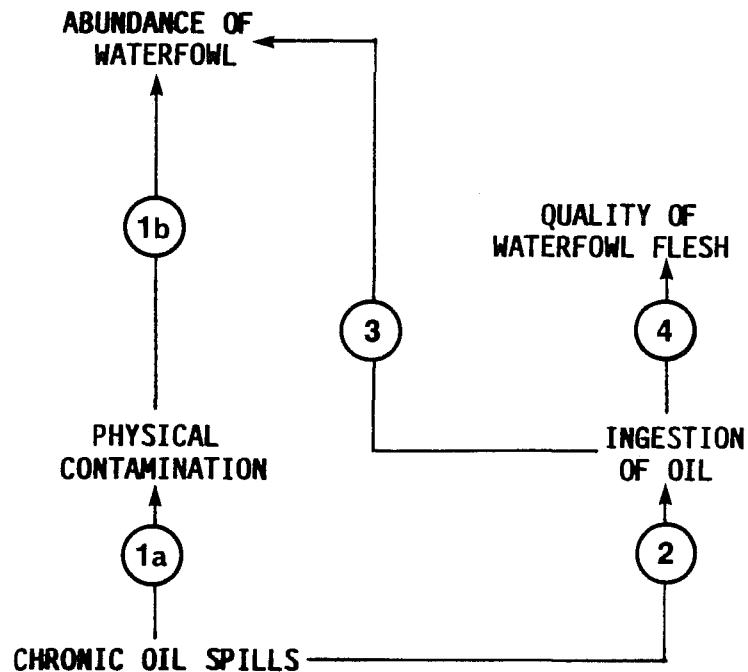 ABUNDANCE OF
WATERFOWL
1b
QUALITY OF
WATERFOWL FLESH
3
4
PHYSICAL
CONTAMINATION
INGESTION
OF OIL
1a
2
CHRONIC OIL SPILLS